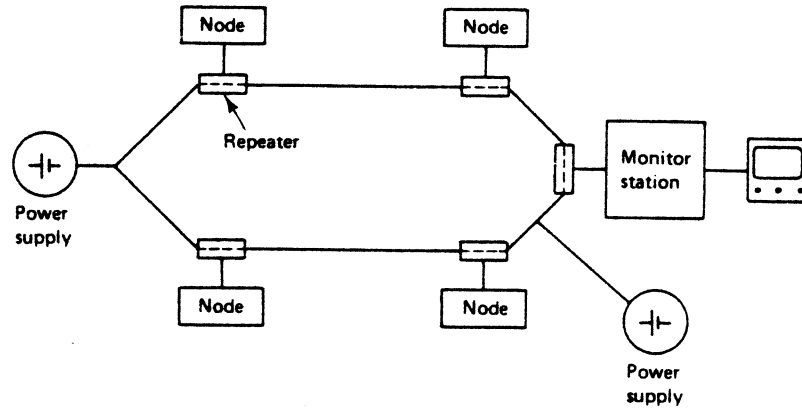 Node
Node
Repeater
Monitor
station
Power
supply
Node
Node
Power
supply